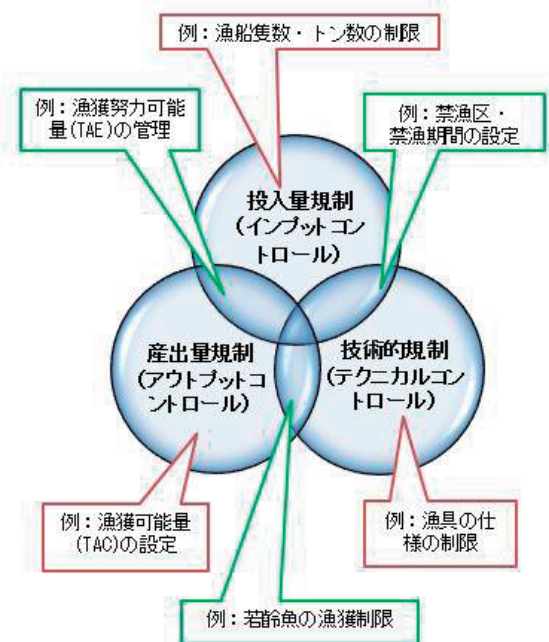 例：漁船隻数・トン数の制限
例：漁獲努力可能
量(TAE)の管理
例：禁漁区・
禁漁期間の設定
投入量規制
(インプットコン
トロール)
産出量規制
(アウトプットコ
ントロール)
技術的規制
(テクニカルコン
トロール)
例：漁獲可能量
(TAC)の設定
例：漁具の仕
様の制限
例：若齢魚の漁獲制限